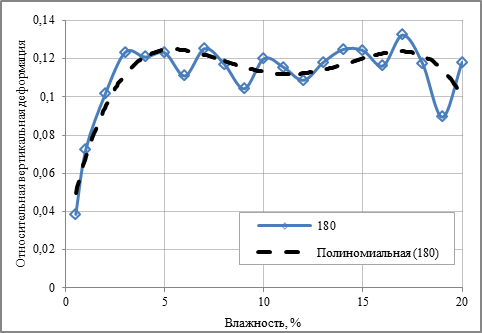 0,14
0,12
0,1
0,08
0,06
0,04
0,02
0
Относительная вертикальная деформация
180
Полиномиальная (180)
0 5 10 15 20
Влажность, %